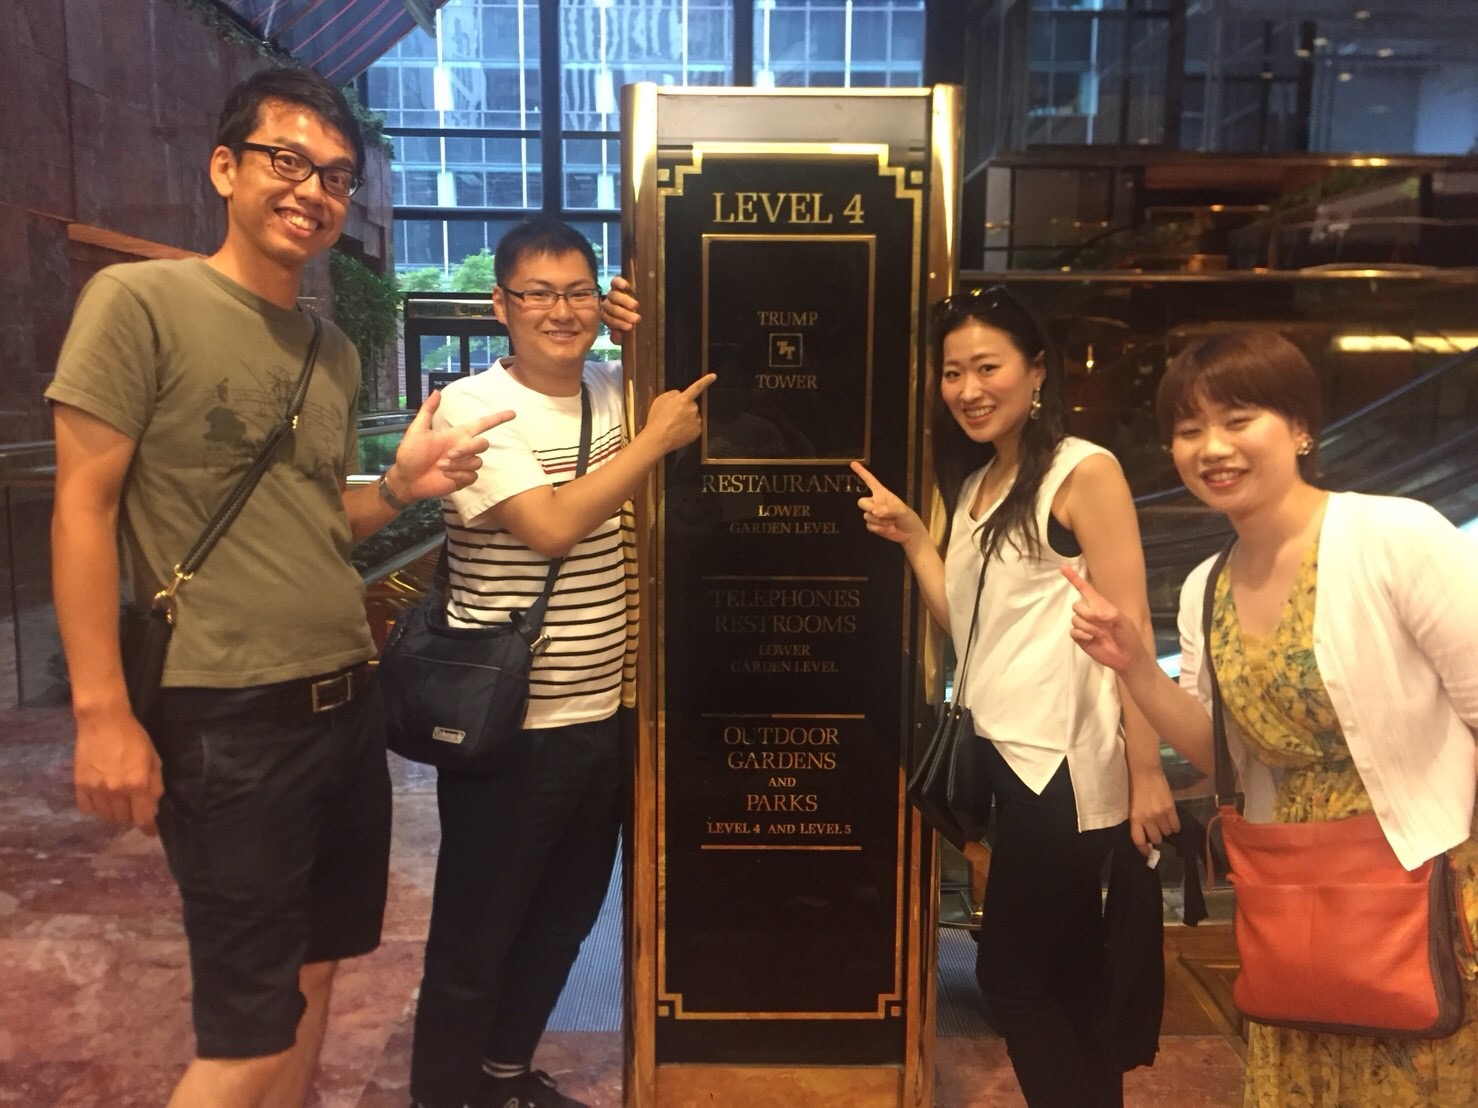 LEVEL 4
TRUMP
TT
TOWER
RESTAURANTS
LOWER
GARDEN LEVEL
TELEPHONES
RESTROOMS
LOWER
GARDEN LEVEL
OUTDOOR
GARDENS
AND
PARKS
LEVEL 4 AND LEVEL 5